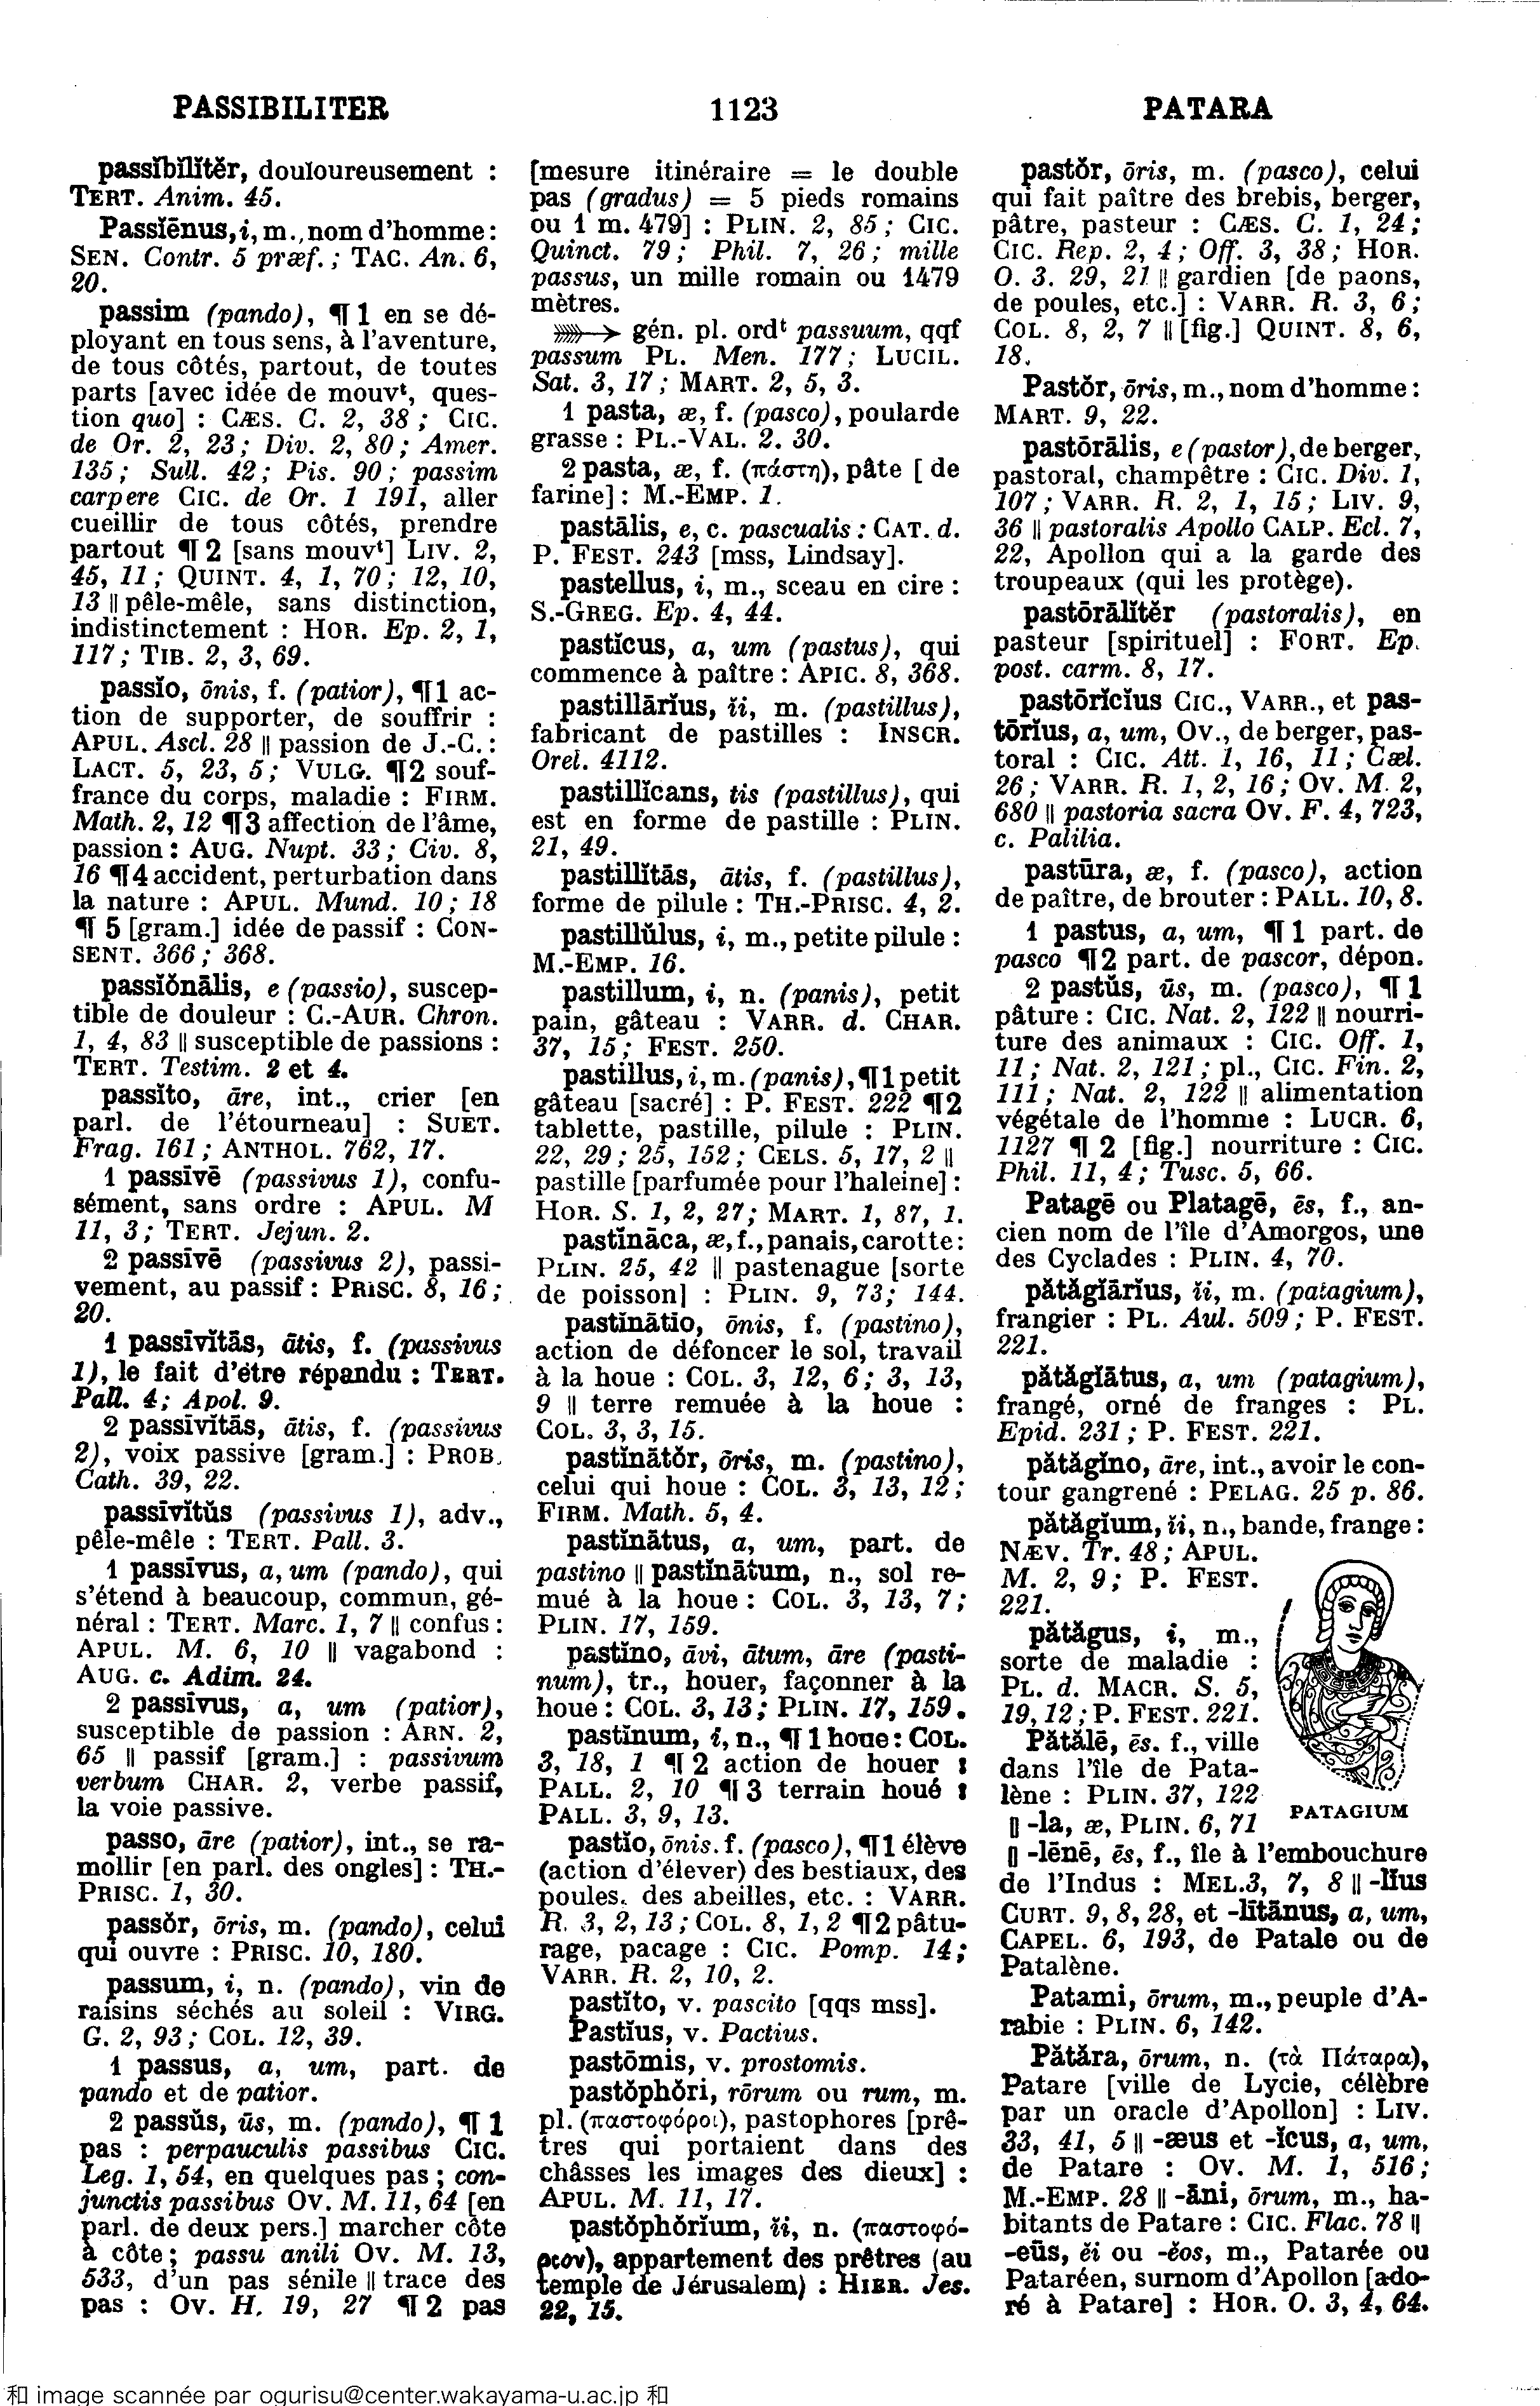 PASSIBILITER
1123
PATARA
passĭbĭlĭtĕr, douloureusement :
TERT. Anim. 45.
Passĭēnus, i, m., nom d'homme :
SEN. Contr. 5 præf. ; TAC. An. 6,
20.
passim (pando), ¶ 1 en se dé-
ployant en tous sens, à l'aventure,
de tous côtés, partout, de toutes
parts [avec idée de mouvᵗ, ques-
tion quo] : CÆS. C. 2, 38 ; CIC.
de Or. 2, 23 ; Div. 2, 80 ; Amer.
135 ; Sull. 42 ; Pis. 90 ; passim
carpere CIC. de Or. 1 191, aller
cueillir de tous côtés, prendre
partout ¶ 2 [sans mouvᵗ] LIV. 2,
45, 11 ; QUINT. 4, 1, 70 ; 12, 10,
13 || pêle-mêle, sans distinction,
indistinctement : HOR. Ep. 2, 1,
117 ; TIB. 2, 3, 69.
passĭo, ōnis, f. (patior), ¶ 1 ac-
tion de supporter, de souffrir :
APUL. Ascl. 28 || passion de J.-C. :
LACT. 5, 23, 5 ; VULG. ¶ 2 souf-
france du corps, maladie : FIRM.
Math. 2, 12 ¶ 3 affection de l'âme,
passion : AUG. Nupt. 33 ; Civ. 8,
16 ¶ 4 accident, perturbation dans
la nature : APUL. Mund. 10 ; 18
¶ 5 [gram.] idée de passif : CON-
SENT. 366 ; 368.
passĭōnālis, e (passio), suscep-
tible de douleur : C.-AUR. Chron.
1, 4, 83 || susceptible de passions :
TERT. Testim. 2 et 4.
passĭto, āre, int., crier [en
parl. de l'étourneau] : SUET.
Frag. 161 ; ANTHOL. 762, 17.
1 passīvē (passivus 1), confu-
sément, sans ordre : APUL. M
11, 3 ; TERT. Jejun. 2.
2 passīvē (passivus 2), passi-
vement, au passif : PRISC. 8, 16 ;
20.
1 passīvĭtās, ātis, f. (passivus
1), le fait d'être répandu : TERT.
Pall. 4 ; Apol. 9.
2 passīvĭtās, ātis, f. (passivus
2), voix passive [gram.] : PROB.
Cath. 39, 22.
passīvĭtŭs (passivus 1), adv.,
pêle-mêle : TERT. Pall. 3.
1 passīvus, a, um (pando), qui
s'étend à beaucoup, commun, gé-
néral : TERT. Marc. 1, 7 || confus :
APUL. M. 6, 10 || vagabond :
AUG. c. Adim. 24.
2 passīvus, a, um (patior),
susceptible de passion : ARN. 2,
65 || passif [gram.] : passivum
verbum CHAR. 2, verbe passif,
la voie passive.
passo, āre (patior), int., se ra-
mollir [en parl. des ongles] : TH.-
PRISC. 1, 30.
passŏr, ōris, m. (pando), celui
qui ouvre : PRISC. 10, 180.
passum, i, n. (pando), vin de
raisins séchés au soleil : VIRG.
G. 2, 93 ; COL. 12, 39.
1 passus, a, um, part. de
pando et de patior.
2 passŭs, ūs, m. (pando), ¶ 1
pas : perpauculis passibus CIC.
Leg. 1, 54, en quelques pas ; con-
junctis passibus OV. M. 11, 64 [en
parl. de deux pers.] marcher côte
à côte ; passu anili OV. M. 13,
533, d'un pas sénile || trace des
pas : OV. H. 19, 27 ¶ 2 pas
[mesure itinéraire = le double
pas (gradus) = 5 pieds romains
ou 1 m. 479] : PLIN. 2, 85 ; CIC.
Quinct. 79 ; Phil. 7, 26 ; mille
passus, un mille romain ou 1479
mètres.
⟶ gén. pl. ordᵗ passuum, qqf
passum PL. Men. 177 ; LUCIL.
Sat. 3, 17 ; MART. 2, 5, 3.
1 pasta, æ, f. (pasco), poularde
grasse : PL.-VAL. 2. 30.
2 pasta, æ, f. (πάστη), pâte [ de
farine] : M.-EMP. 1.
pastālis, e, c. pascualis : CAT. d.
P. FEST. 243 [mss, Lindsay].
pastellus, i, m., sceau en cire :
S.-GREG. Ep. 4, 44.
pastĭcus, a, um (pastus), qui
commence à paître : APIC. 8, 368.
pastillārĭus, ĭi, m. (pastillus),
fabricant de pastilles : INSCR.
Orel. 4112.
pastillĭcans, tis (pastillus), qui
est en forme de pastille : PLIN.
21, 49.
pastillĭtās, ātis, f. (pastillus),
forme de pilule : TH.-PRISC. 4, 2.
pastillŭlus, i, m., petite pilule :
M.-EMP. 16.
pastillum, i, n. (panis), petit
pain, gâteau : VARR. d. CHAR.
37, 15 ; FEST. 250.
pastillus, i, m. (panis), ¶ 1 petit
gâteau [sacré] : P. FEST. 222 ¶ 2
tablette, pastille, pilule : PLIN.
22, 29 ; 25, 152 ; CELS. 5, 17, 2 ||
pastille [parfumée pour l'haleine] :
HOR. S. 1, 2, 27 ; MART. 1, 87, 1.
pastĭnāca, æ, f., panais, carotte :
PLIN. 25, 42 || pastenague [sorte
de poisson] : PLIN. 9, 73 ; 144.
pastĭnātĭo, ōnis, f. (pastino),
action de défoncer le sol, travail
à la houe : COL. 3, 12, 6 ; 3, 13,
9 || terre remuée à la houe :
COL. 3, 3, 15.
pastĭnātŏr, ōris, m. (pastino),
celui qui houe : COL. 3, 13, 12 ;
FIRM. Math. 5, 4.
pastĭnātus, a, um, part. de
pastino || pastĭnātum, n., sol re-
mué à la houe : COL. 3, 13, 7 ;
PLIN. 17, 159.
pastĭno, āvi, ātum, āre (pasti-
num), tr., houer, façonner à la
houe : COL. 3, 13 ; PLIN. 17, 159.
pastĭnum, i, n., ¶ 1 houe : COL.
3, 18, 1 ¶ 2 action de houer :
PALL. 2, 10 ¶ 3 terrain houé :
PALL. 3, 9, 13.
pastĭo, ōnis. f. (pasco), ¶ 1 élève
(action d'élever) des bestiaux, des
poules, des abeilles, etc. : VARR.
R. 3, 2, 13 ; COL. 8, 1, 2 ¶ 2 pâtu-
rage, pacage : CIC. Pomp. 14 ;
VARR. R. 2, 10, 2.
pastĭto, v. pascito [qqs mss].
Pastĭus, v. Pactius.
pastōmis, v. prostomis.
pastŏphŏri, rōrum ou rum, m.
pl. (παστοφόροι), pastophores [prê-
tres qui portaient dans des
châsses les images des dieux] :
APUL. M. 11, 17.
pastŏphŏrĭum, ĭi, n. (παστοφό-
ριον), appartement des prêtres (au
temple de Jérusalem) : HIER. Jes.
22, 15.
pastŏr, ōris, m. (pasco), celui
qui fait paître des brebis, berger,
pâtre, pasteur : CÆS. C. 1, 24 ;
CIC. Rep. 2, 4 ; Off. 3, 38 ; HOR.
O. 3. 29, 21 || gardien [de paons,
de poules, etc.] : VARR. R. 3, 6 ;
COL. 8, 2, 7 || [fig.] QUINT. 8, 6,
18.
Pastŏr, ōris, m., nom d'homme :
MART. 9, 22.
pastōrālis, e (pastor), de berger,
pastoral, champêtre : CIC. Div. 1,
107 ; VARR. R. 2, 1, 15 ; LIV. 9,
36 || pastoralis Apollo CALP. Ecl. 7,
22, Apollon qui a la garde des
troupeaux (qui les protège).
pastōrālĭtĕr (pastoralis), en
pasteur [spirituel] : FORT. Ep.
post. carm. 8, 17.
pastōrĭcĭus CIC., VARR., et pas-
tōrĭus, a, um, OV., de berger, pas-
toral : CIC. Att. 1, 16, 11 ; Cæl.
26 ; VARR. R. 1, 2, 16 ; OV. M. 2,
680 || pastoria sacra OV. F. 4, 723,
c. Palilia.
pastūra, æ, f. (pasco), action
de paître, de brouter : PALL. 10, 8.
1 pastus, a, um, ¶ 1 part. de
pasco ¶ 2 part. de pascor, dépon.
2 pastŭs, ūs, m. (pasco), ¶ 1
pâture : CIC. Nat. 2, 122 || nourri-
ture des animaux : CIC. Off. 1,
11 ; Nat. 2, 121 ; pl., CIC. Fin. 2,
111 ; Nat. 2, 122 || alimentation
végétale de l'homme : LUCR. 6,
1127 ¶ 2 [fig.] nourriture : CIC.
Phil. 11, 4 ; Tusc. 5, 66.
Patagē ou Platagē, ēs, f., an-
cien nom de l'île d'Amorgos, une
des Cyclades : PLIN. 4, 70.
pătăgĭārĭus, ĭi, m. (patagium),
frangier : PL. Aul. 509 ; P. FEST.
221.
pătăgĭātus, a, um (patagium),
frangé, orné de franges : PL.
Epid. 231 ; P. FEST. 221.
pătăgĭno, āre, int., avoir le con-
tour gangrené : PELAG. 25 p. 86.
pătăgĭum, ĭi, n., bande, frange :
NÆV. Tr. 48 ; APUL.
M. 2, 9 ; P. FEST.
221.
pătăgus, i, m.,
sorte de maladie :
PL. d. MACR. S. 5,
19, 12 ; P. FEST. 221.
Pătălē, ēs. f., ville
dans l'île de Pata-
lène : PLIN. 37, 122
|| -la, æ, PLIN. 6, 71
PATAGIUM
|| -lēnē, ēs, f., île à l'embouchure
de l'Indus : MEL.3, 7, 8 || -lĭus
CURT. 9, 8, 28, et -lītānus, a, um,
CAPEL. 6, 193, de Patale ou de
Patalène.
Patami, ōrum, m., peuple d'A-
rabie : PLIN. 6, 142.
Pătăra, ōrum, n. (τὰ Πάταρα),
Patare [ville de Lycie, célèbre
par un oracle d'Apollon] : LIV.
33, 41, 5 || -æus et -ĭcus, a, um,
de Patare : OV. M. 1, 516 ;
M.-EMP. 28 || -āni, ōrum, m., ha-
bitants de Patare : CIC. Flac. 78 ||
-eūs, ĕi ou -ĕos, m., Patarée ou
Pataréen, surnom d'Apollon [ado-
ré à Patare] : HOR. O. 3, 4, 64.
和 image scannée par ogurisu@center.wakayama-u.ac.jp 和